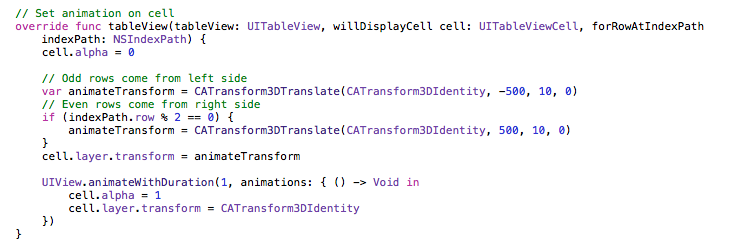 // Set animation on cell
override func tableView(tableView: UITableView, willDisplayCell cell: UITableViewCell, forRowAtIndexPath
    indexPath: NSIndexPath) {
    cell.alpha = 0

    // Odd rows come from left side
    var animateTransform = CATransform3DTranslate(CATransform3DIdentity, -500, 10, 0)
    // Even rows come from right side
    if (indexPath.row % 2 == 0) {
        animateTransform = CATransform3DTranslate(CATransform3DIdentity, 500, 10, 0)
    }
    cell.layer.transform = animateTransform

    UIView.animateWithDuration(1, animations: { () -> Void in
        cell.alpha = 1
        cell.layer.transform = CATransform3DIdentity
    })
}